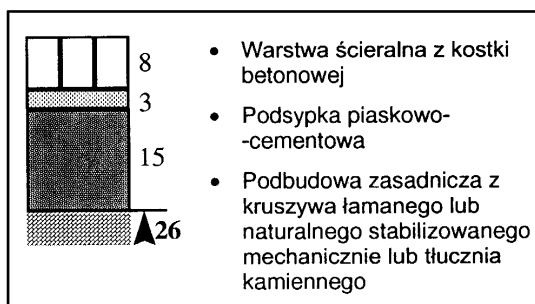 8
3
15
26
• Warstwa ścieralna z kostki
betonowej
• Podsypka piaskowo-
-cementowa
• Podbudowa zasadnicza z
kruszywa łamanego lub
naturalnego stabilizowanego
mechanicznie lub tłucznia
kamiennego